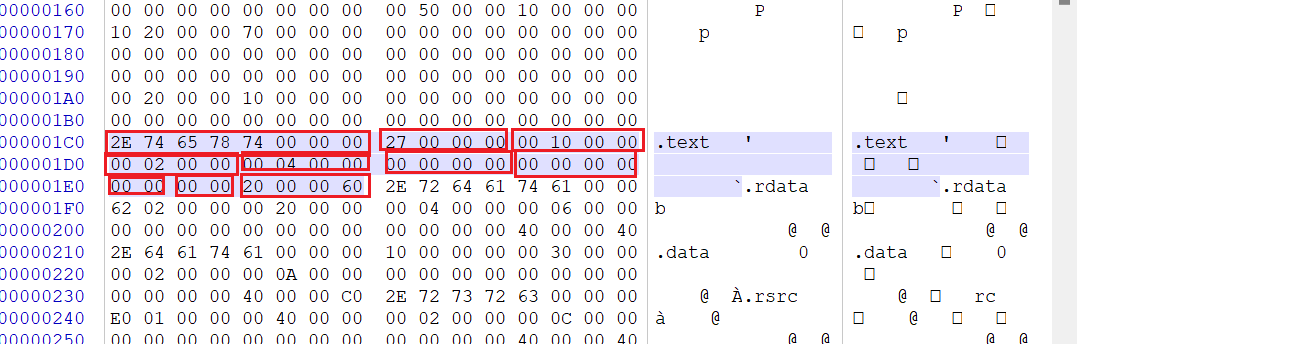 00000160 00 00 00 00 00 00 00 00 00 50 00 00 10 00 00 00 P P □
00000170 10 20 00 00 70 00 00 00 00 00 00 00 00 00 00 00 p □ p
00000180 00 00 00 00 00 00 00 00 00 00 00 00 00 00 00 00
00000190 00 00 00 00 00 00 00 00 00 00 00 00 00 00 00 00
000001A0 00 20 00 00 10 00 00 00 00 00 00 00 00 00 00 00 □
000001B0 00 00 00 00 00 00 00 00 00 00 00 00 00 00 00 00
000001C0 2E 74 65 78 74 00 00 00 27 00 00 00 00 10 00 00 .text ' .text ' □
000001D0 00 02 00 00 00 04 00 00 00 00 00 00 00 00 00 00 □ □
000001E0 00 00 00 00 20 00 00 60 2E 72 64 61 74 61 00 00 `.rdata `.rdata
000001F0 62 02 00 00 00 20 00 00 00 04 00 00 00 06 00 00 b b□ □ □
00000200 00 00 00 00 00 00 00 00 00 00 00 00 40 00 00 40 @ @ @ @
00000210 2E 64 61 74 61 00 00 00 10 00 00 00 00 30 00 00 .data 0 .data □ 0
00000220 00 02 00 00 00 0A 00 00 00 00 00 00 00 00 00 00 □
00000230 00 00 00 00 40 00 00 C0 2E 72 73 72 63 00 00 00 @ À.rsrc @ □ rc
00000240 E0 01 00 00 00 40 00 00 00 02 00 00 00 0C 00 00 à @ □ @ □ □
00000250 00 00 00 00 00 00 00 00 00 00 00 00 40 00 00 40 @ @ @ @